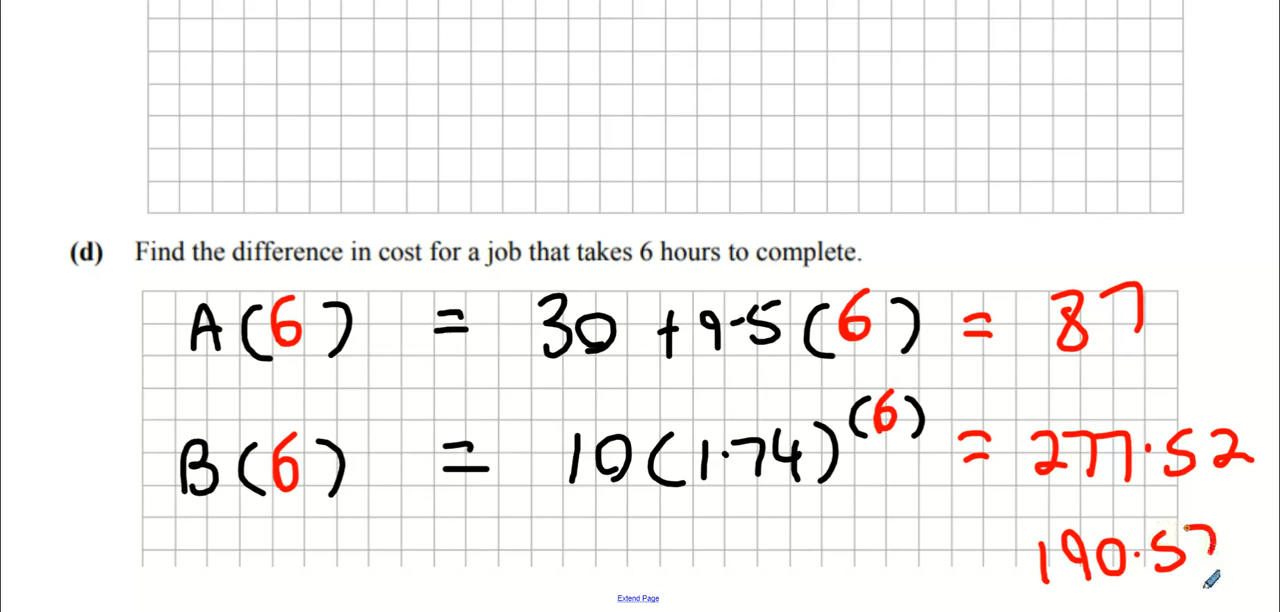 (d) Find the difference in cost for a job that takes 6 hours to complete.
A(6) = 30 + 9.5(6) = 87
B(6) = 10(1.74)^(6) = 277.52
190.5
Extend Page